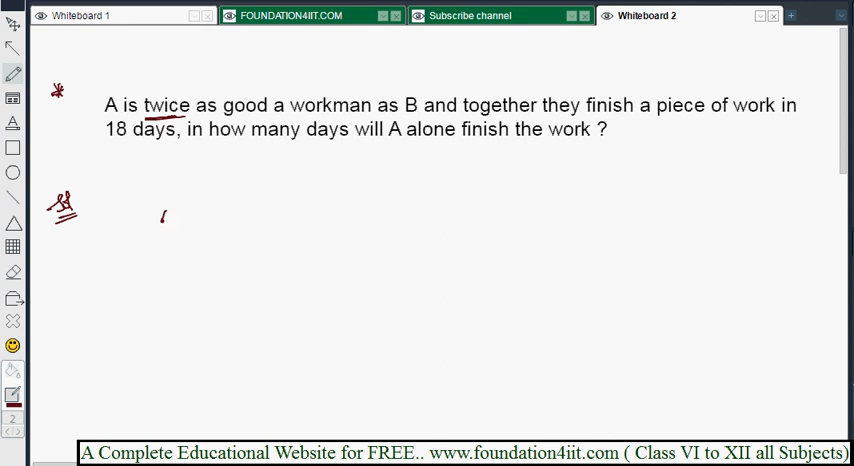 Whiteboard 1
FOUNDATION4IIT.COM
Subscribe channel
Whiteboard 2
A is twice as good a workman as B and together they finish a piece of work in
18 days, in how many days will A alone finish the work ?
2
A Complete Educational Website for FREE.. www.foundation4iit.com ( Class VI to XII all Subjects)